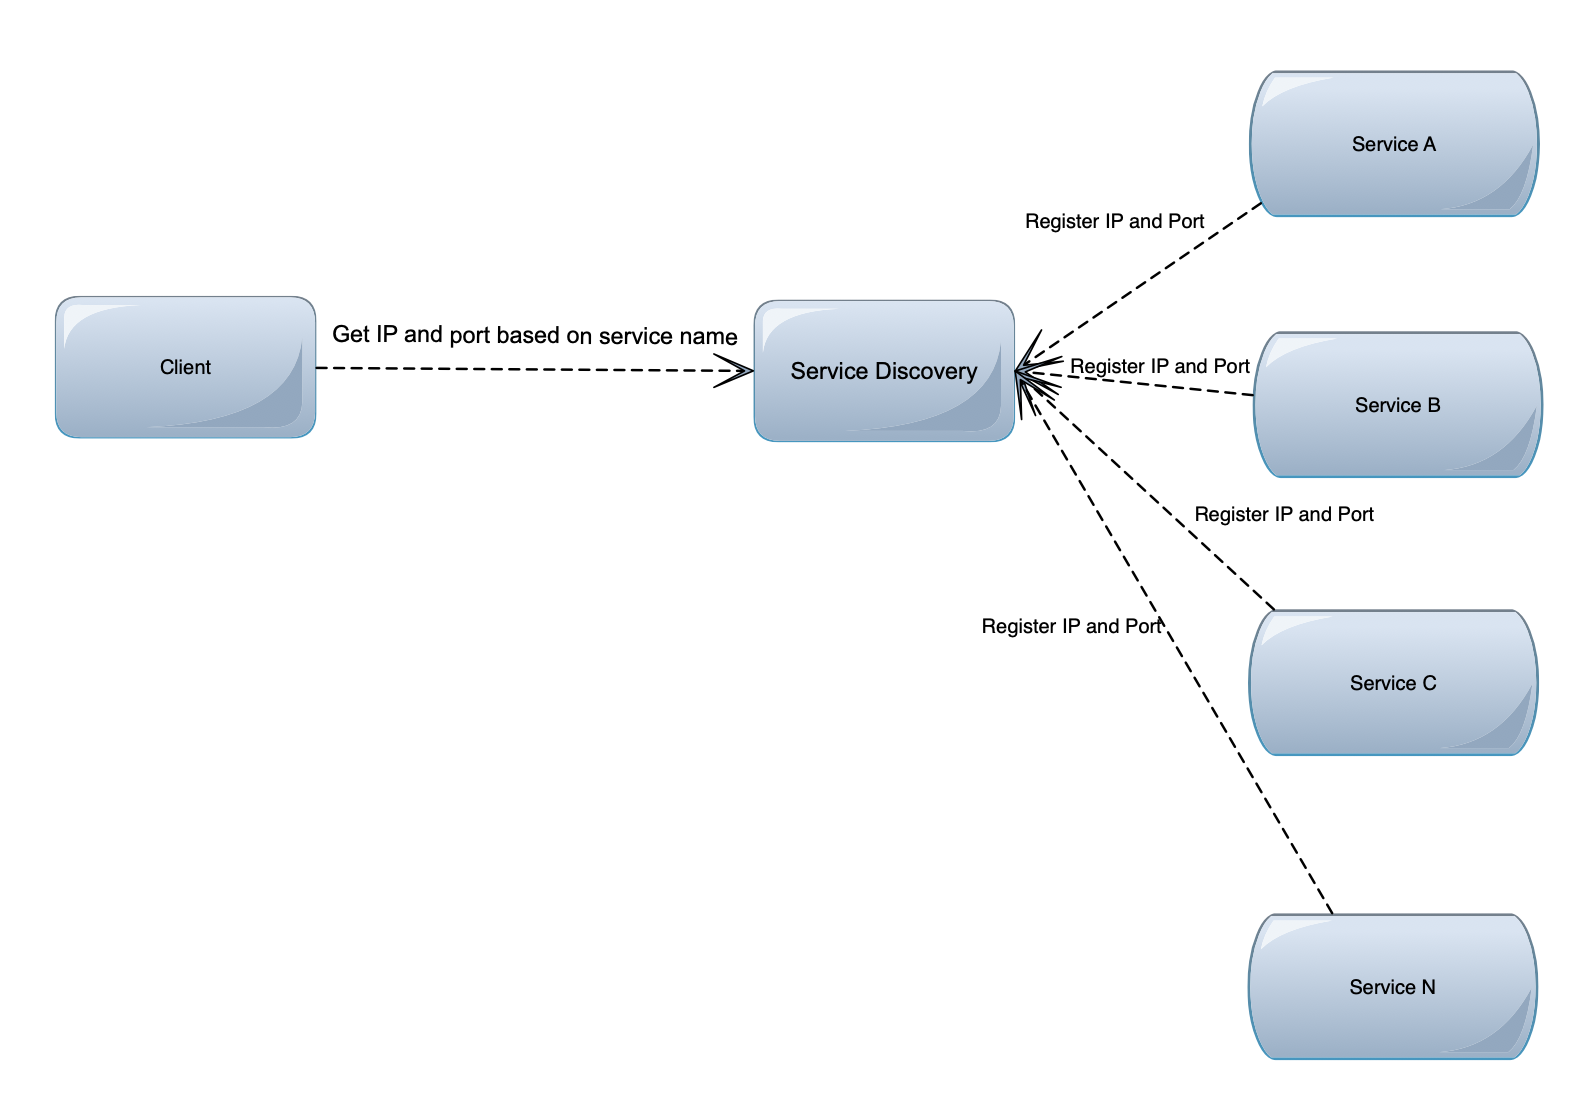 Service A
Register IP and Port
Get IP and port based on service name
Client
Service Discovery
Register IP and Port
Service B
Register IP and Port
Register IP and Port
Service C
Service N